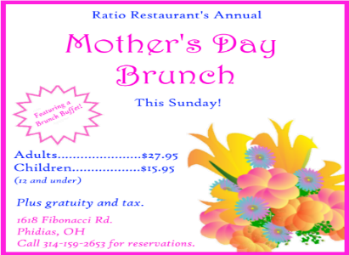 Ratio Restaurant's Annual
Mother's Day
Brunch
This Sunday!
Featuring a
Brunch Buffet!
Adults......................$27.95
Children..................$15.95
(12 and under)
Plus gratuity and tax.
1618 Fibonacci Rd.
Phidias, OH
Call 314-159-2653 for reservations.